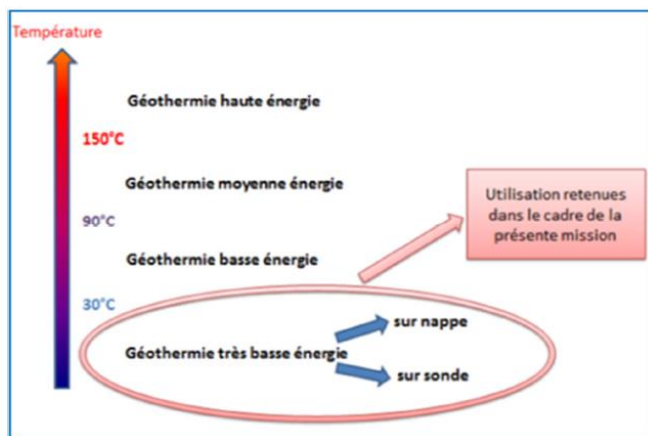 Température
Géothermie haute énergie
150°C
Géothermie moyenne énergie
Utilisation retenues
dans le cadre de la
présente mission
90°C
Géothermie basse énergie
30°C
sur nappe
Géothermie très basse énergie
sur sonde